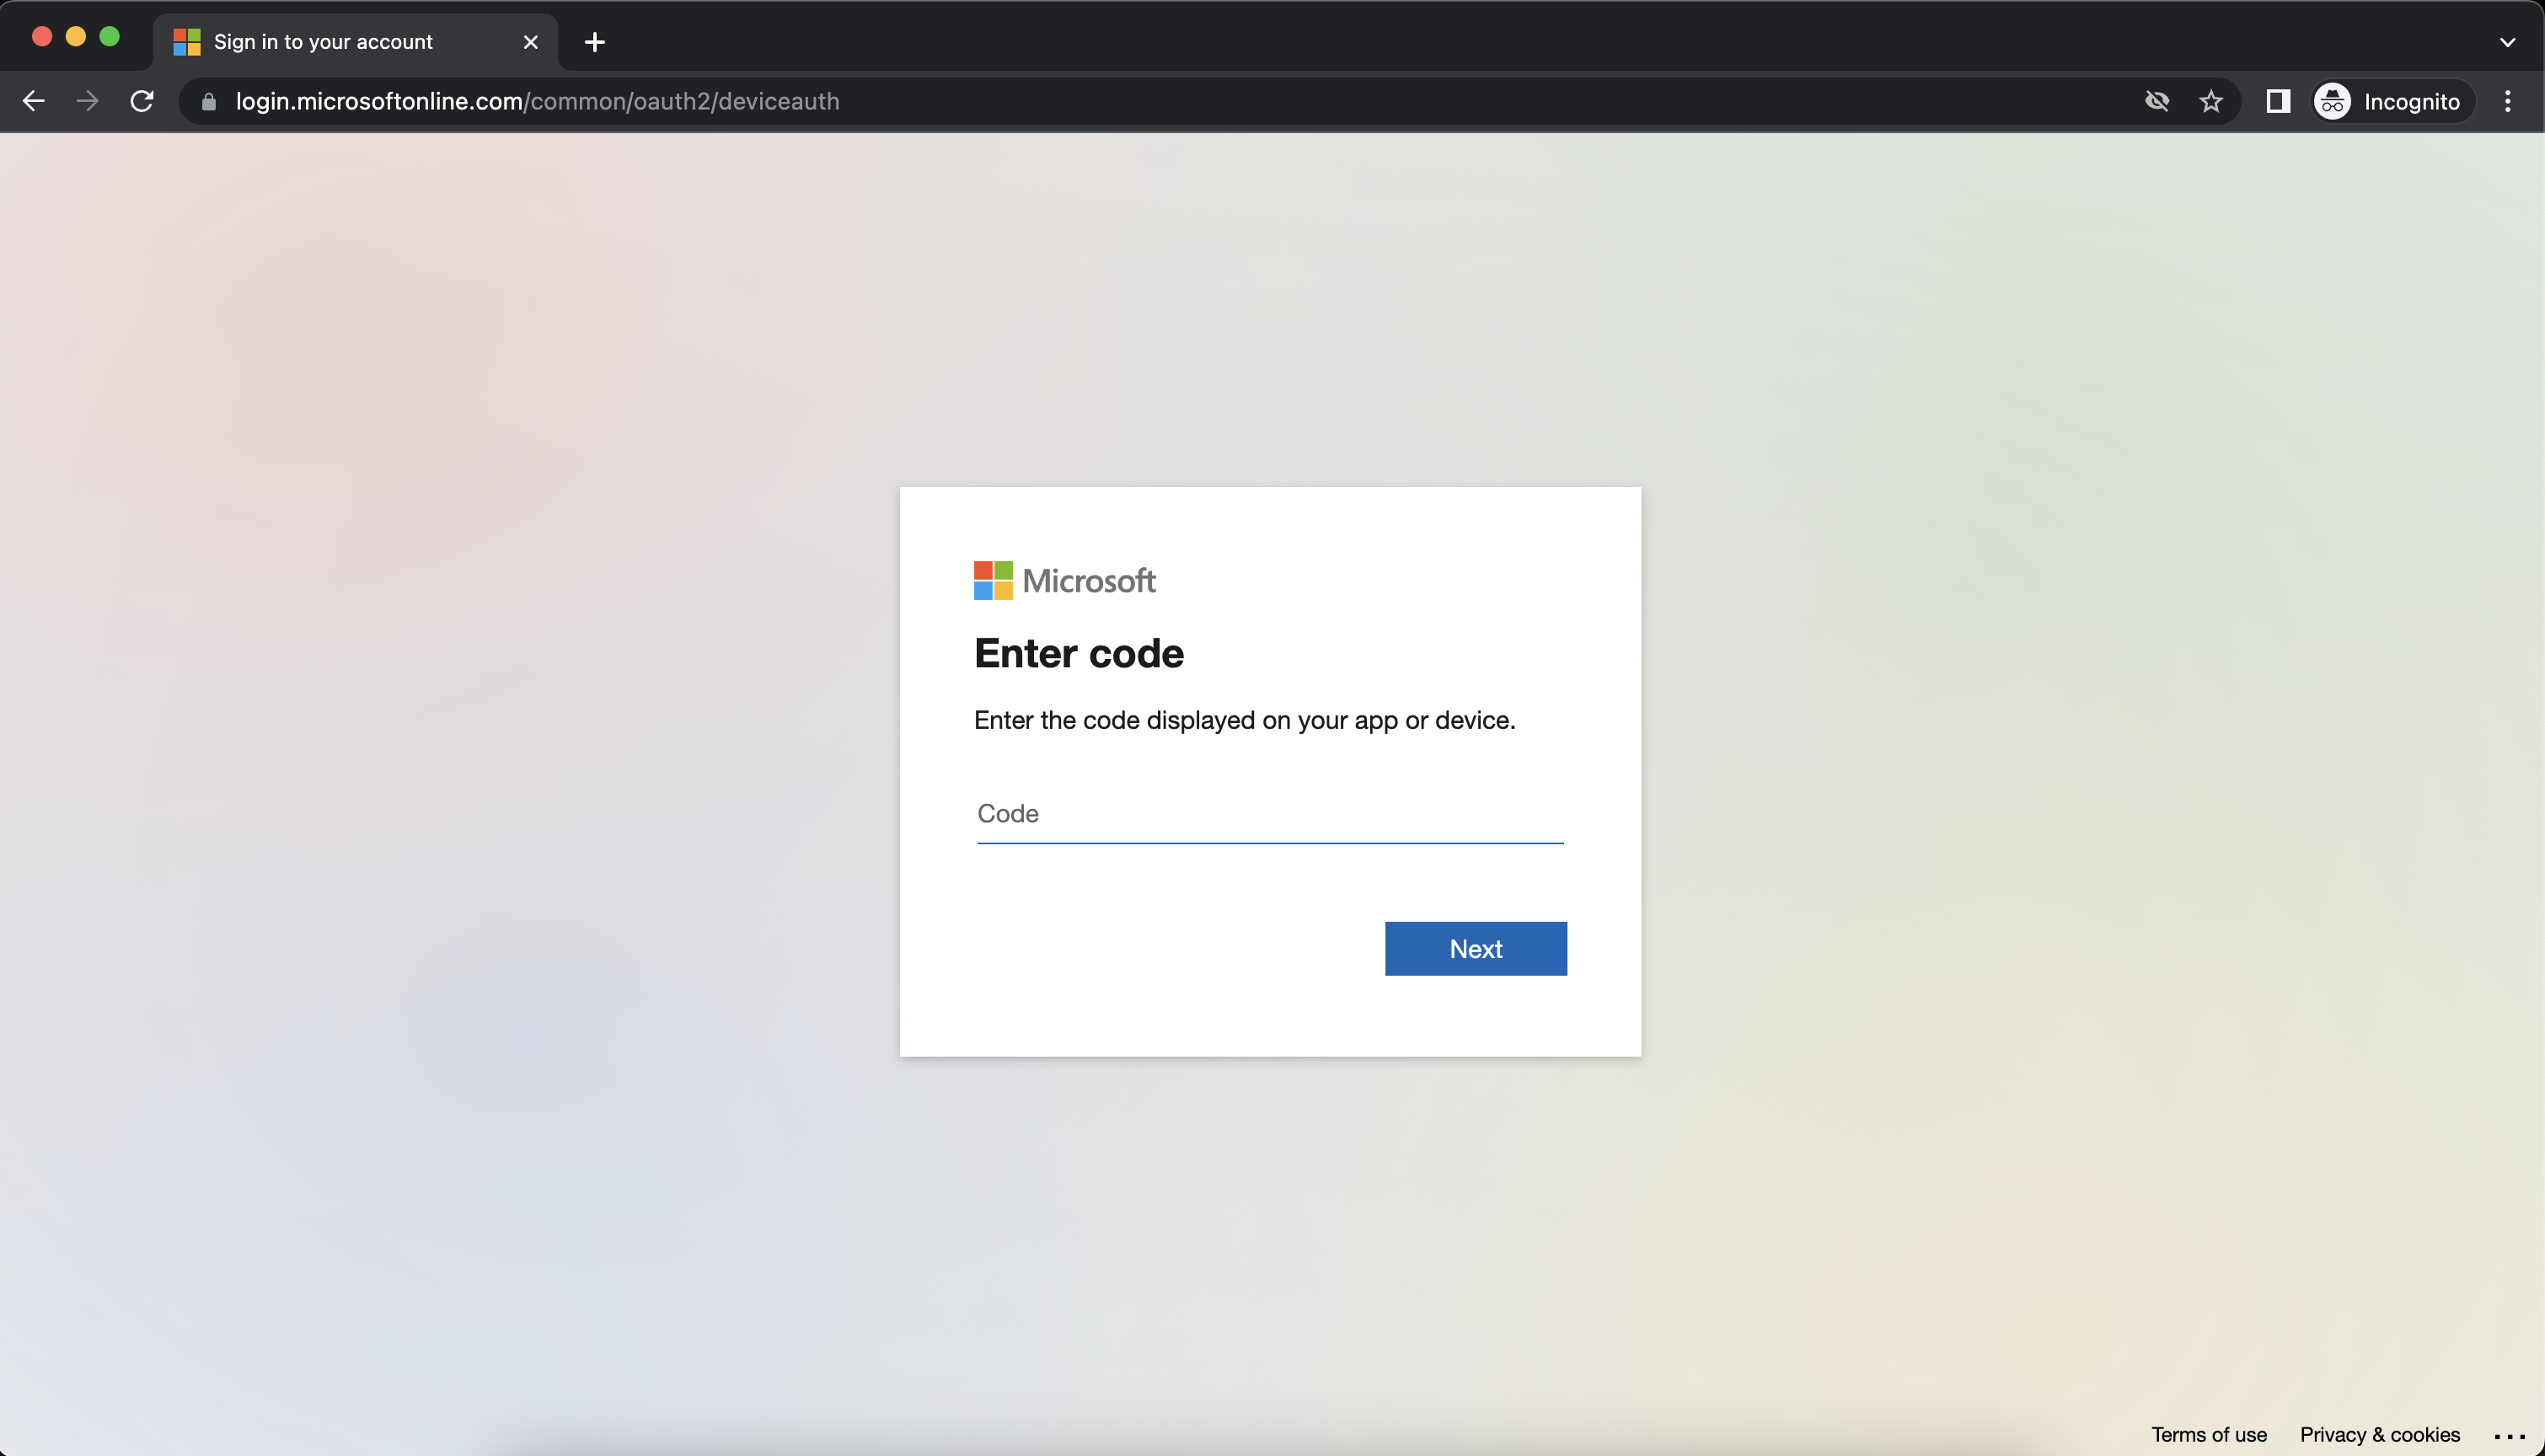 Sign in to your account
login.microsoftonline.com/common/oauth2/deviceauth
Incognito
Microsoft
Enter code
Enter the code displayed on your app or device.
Code
Next
Terms of use Privacy & cookies ...